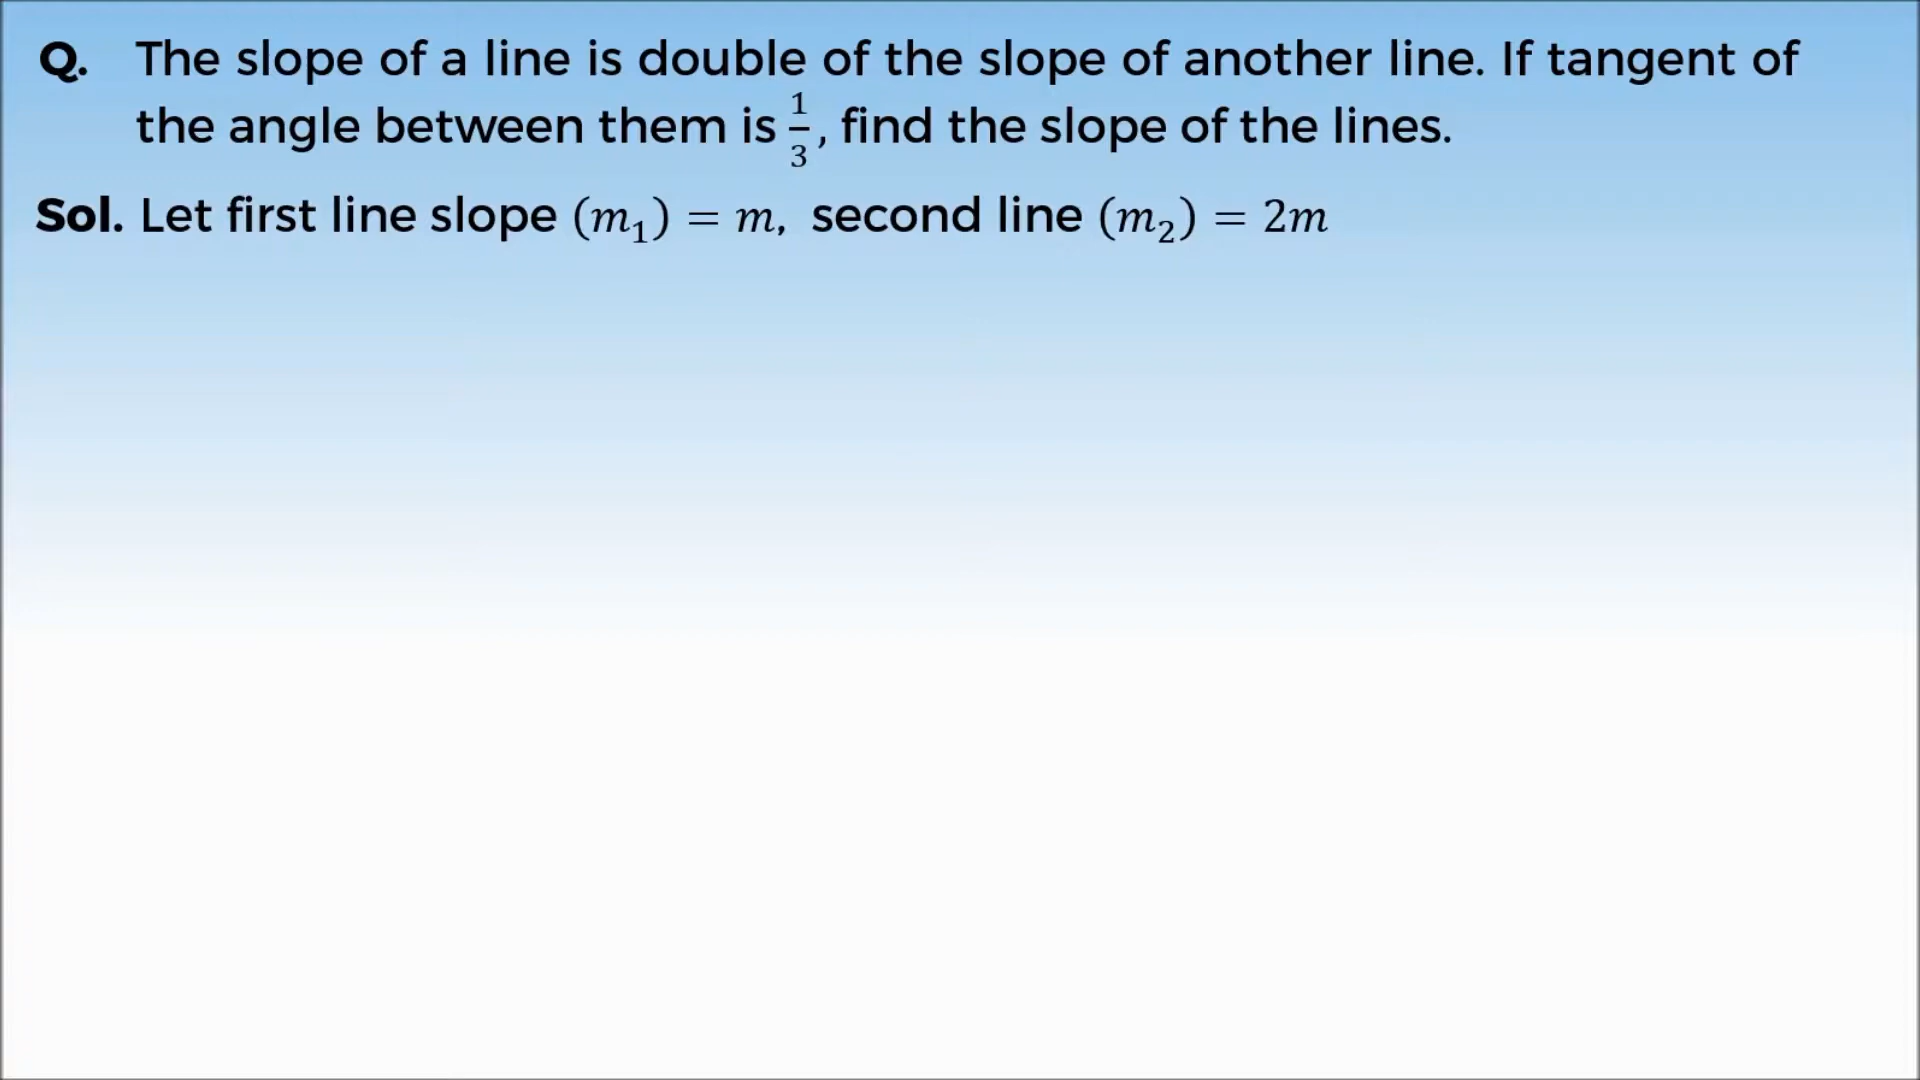 Q. The slope of a line is double of the slope of another line. If tangent of
the angle between them is 1/3, find the slope of the lines.
Sol. Let first line slope (m₁) = m, second line (m₂) = 2m